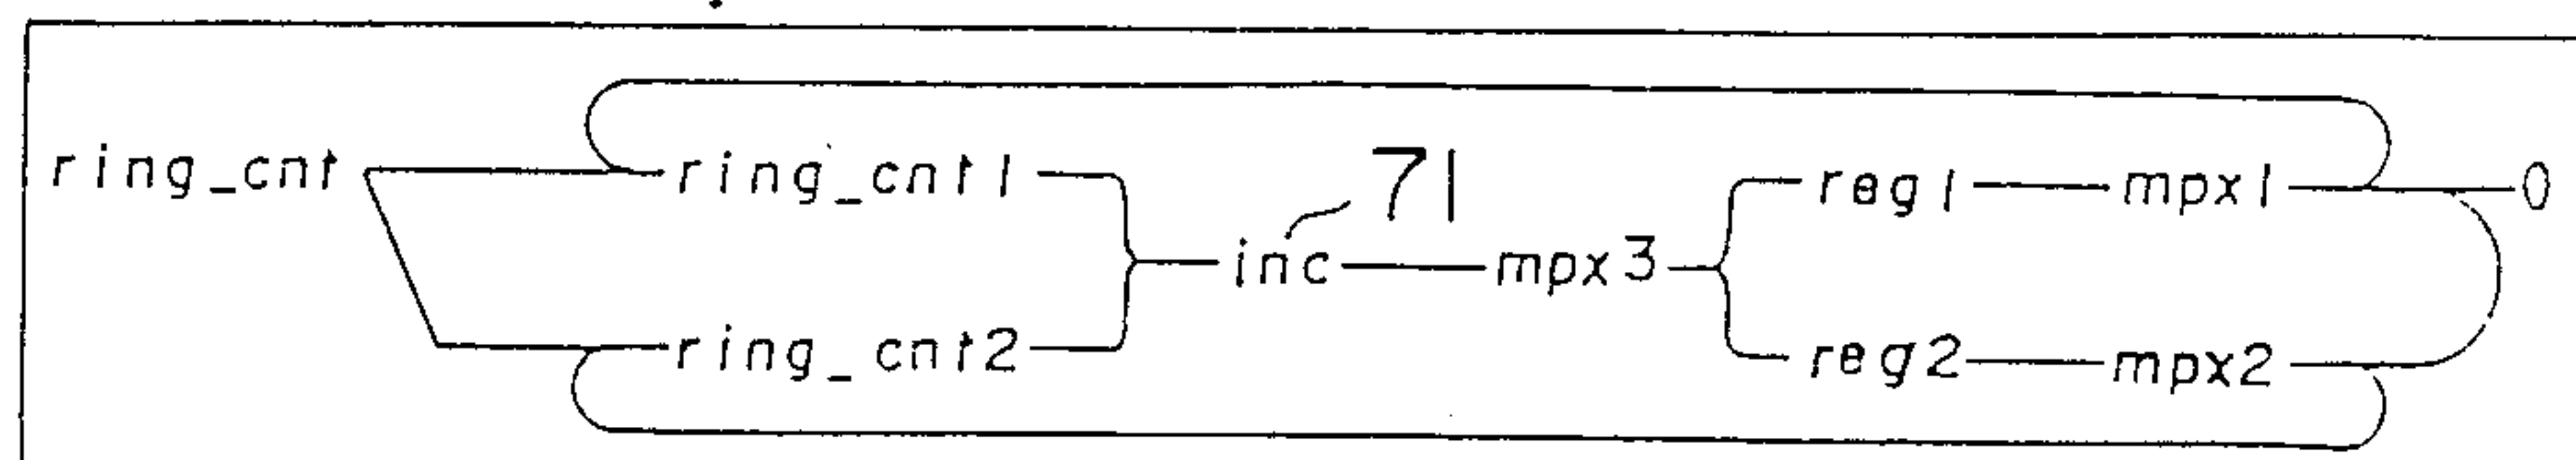 71
ring_cnt ring_cnt1 reg1 mpx1 0
inc mpx3
ring_cnt2 reg2 mpx2